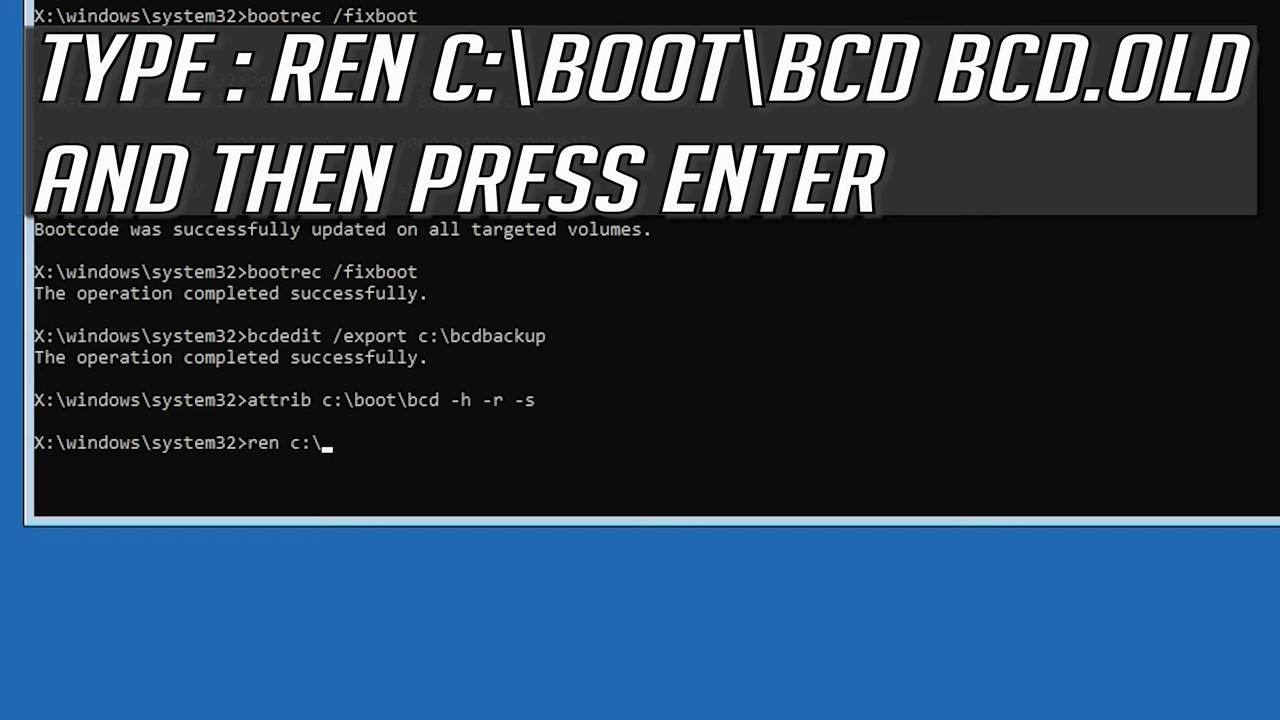 X:\windows\system32>bootrec /fixboot
TYPE : REN C:\BOOT\BCD BCD.OLD
AND THEN PRESS ENTER
Bootcode was successfully updated on all targeted volumes.
X:\windows\system32>bootrec /fixboot
The operation completed successfully.
X:\windows\system32>bcdedit /export c:\bcdbackup
The operation completed successfully.
X:\windows\system32>attrib c:\boot\bcd -h -r -s
X:\windows\system32>ren c:\